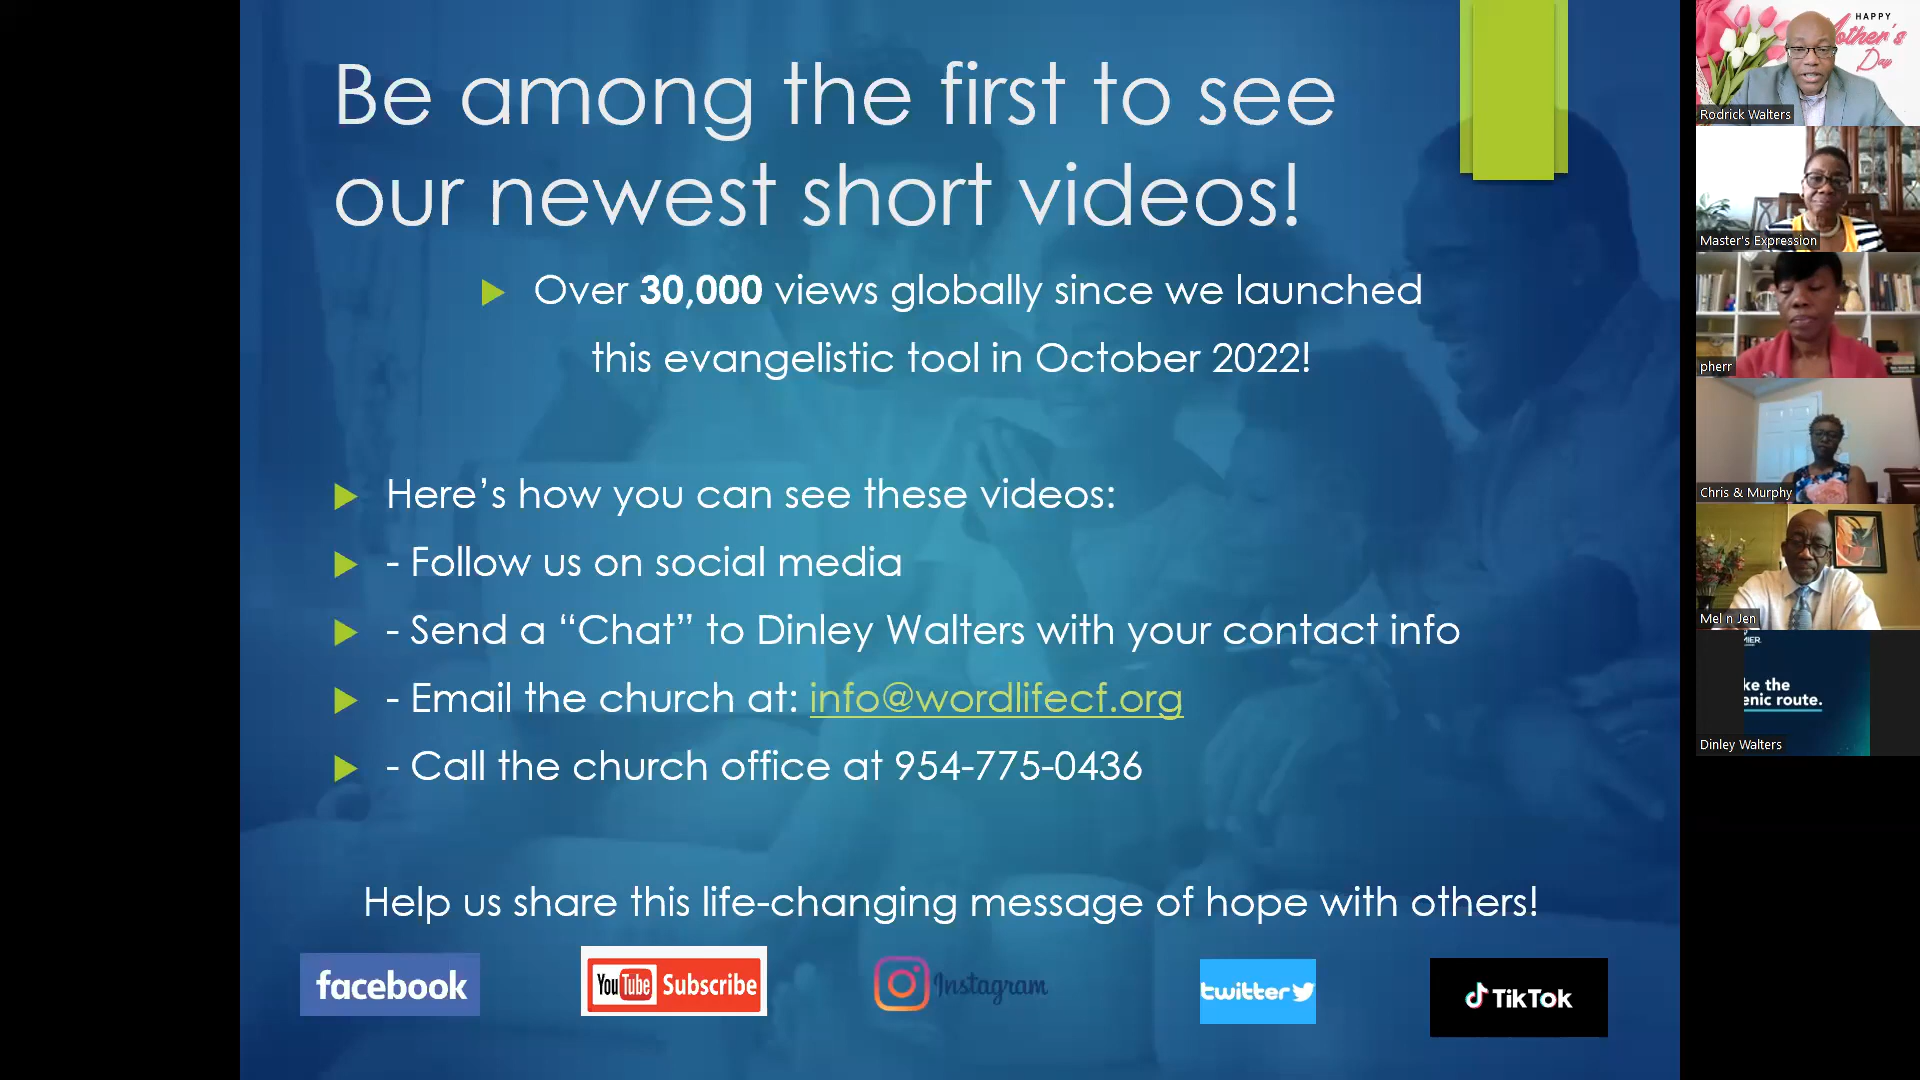 Be among the first to see
our newest short videos!
Over 30,000 views globally since we launched
this evangelistic tool in October 2022!
Here’s how you can see these videos:
- Follow us on social media
- Send a “Chat” to Dinley Walters with your contact info
- Email the church at: info@wordlifecf.org
- Call the church office at 954-775-0436
Help us share this life-changing message of hope with others!
facebook
YouTube Subscribe
Instagram
twitter
TikTok
HAPPY
Mother's
Day
Rodrick Walters
Master's Expression
pherr
Chris & Murphy
Mel n Jen
MIER
ke the
enic route.
Dinley Walters